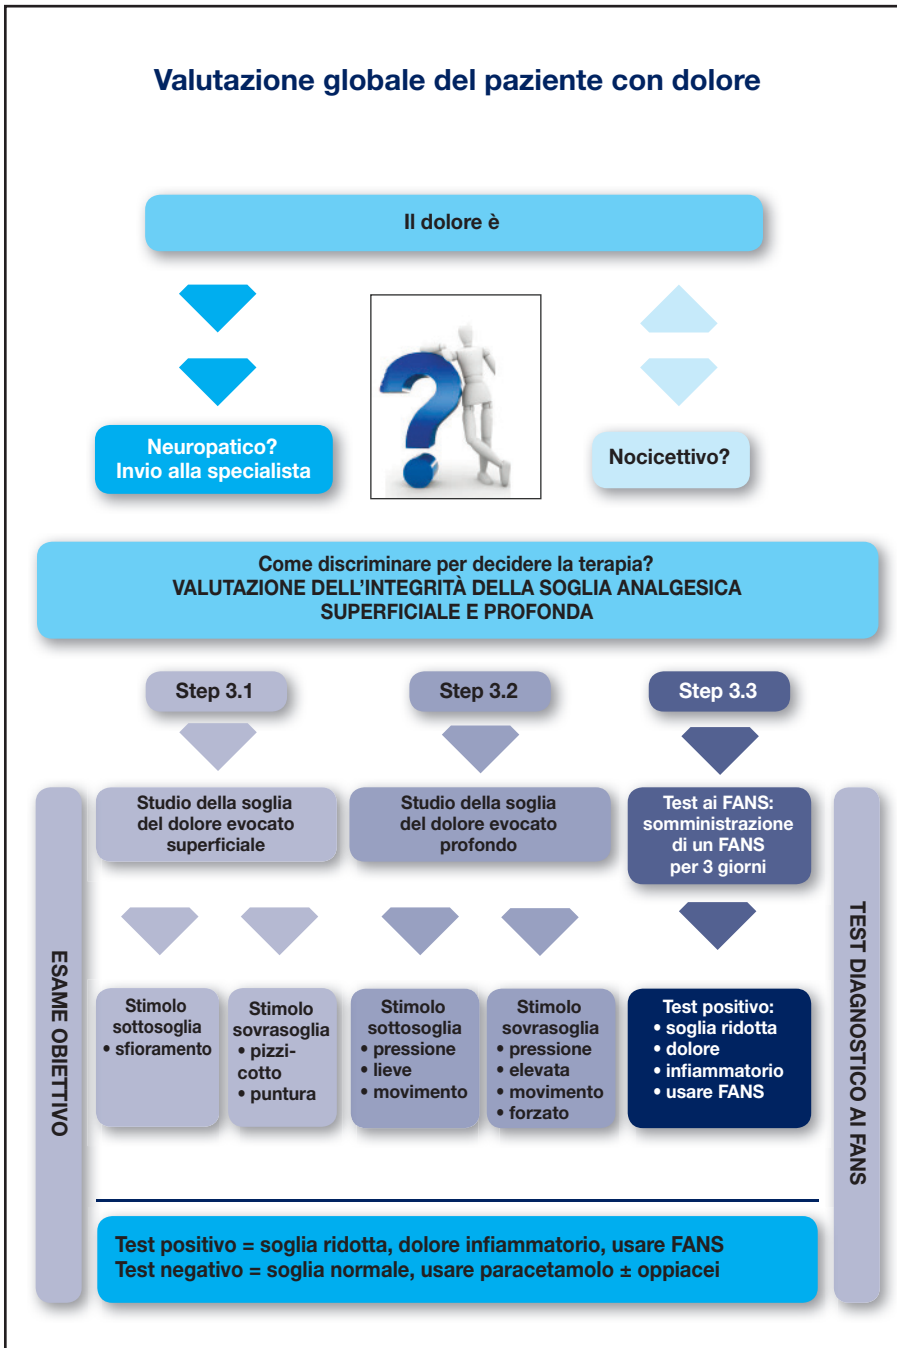 Valutazione globale del paziente con dolore
Il dolore è
Neuropatico?
Invio alla specialista
Nocicettivo?
Come discriminare per decidere la terapia?
VALUTAZIONE DELL'INTEGRITÀ DELLA SOGLIA ANALGESICA
SUPERFICIALE E PROFONDA
Step 3.1
Step 3.2
Step 3.3
ESAME OBIETTIVO
Studio della soglia
del dolore evocato
superficiale
Studio della soglia
del dolore evocato
profondo
Test ai FANS:
somministrazione
di un FANS
per 3 giorni
Stimolo
sottosoglia
• sfioramento
Stimolo
sovrasoglia
• pizzi-
cotto
• puntura
Stimolo
sottosoglia
• pressione
• lieve
• movimento
Stimolo
sovrasoglia
• pressione
• elevata
• movimento
• forzato
Test positivo:
• soglia ridotta
• dolore
• infiammatorio
• usare FANS
TEST DIAGNOSTICO AI FANS
Test positivo = soglia ridotta, dolore infiammatorio, usare FANS
Test negativo = soglia normale, usare paracetamolo ± oppiacei